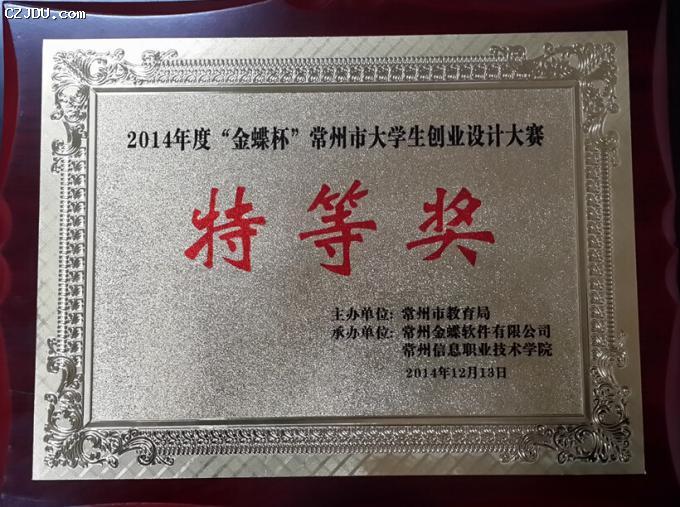 CZJDU.COM
2014年度“金蝶杯”常州市大学生创业设计大赛
特等奖
主办单位: 常州市教育局
承办单位: 常州金蝶软件有限公司
常州信息职业技术学院
2014年12月13日